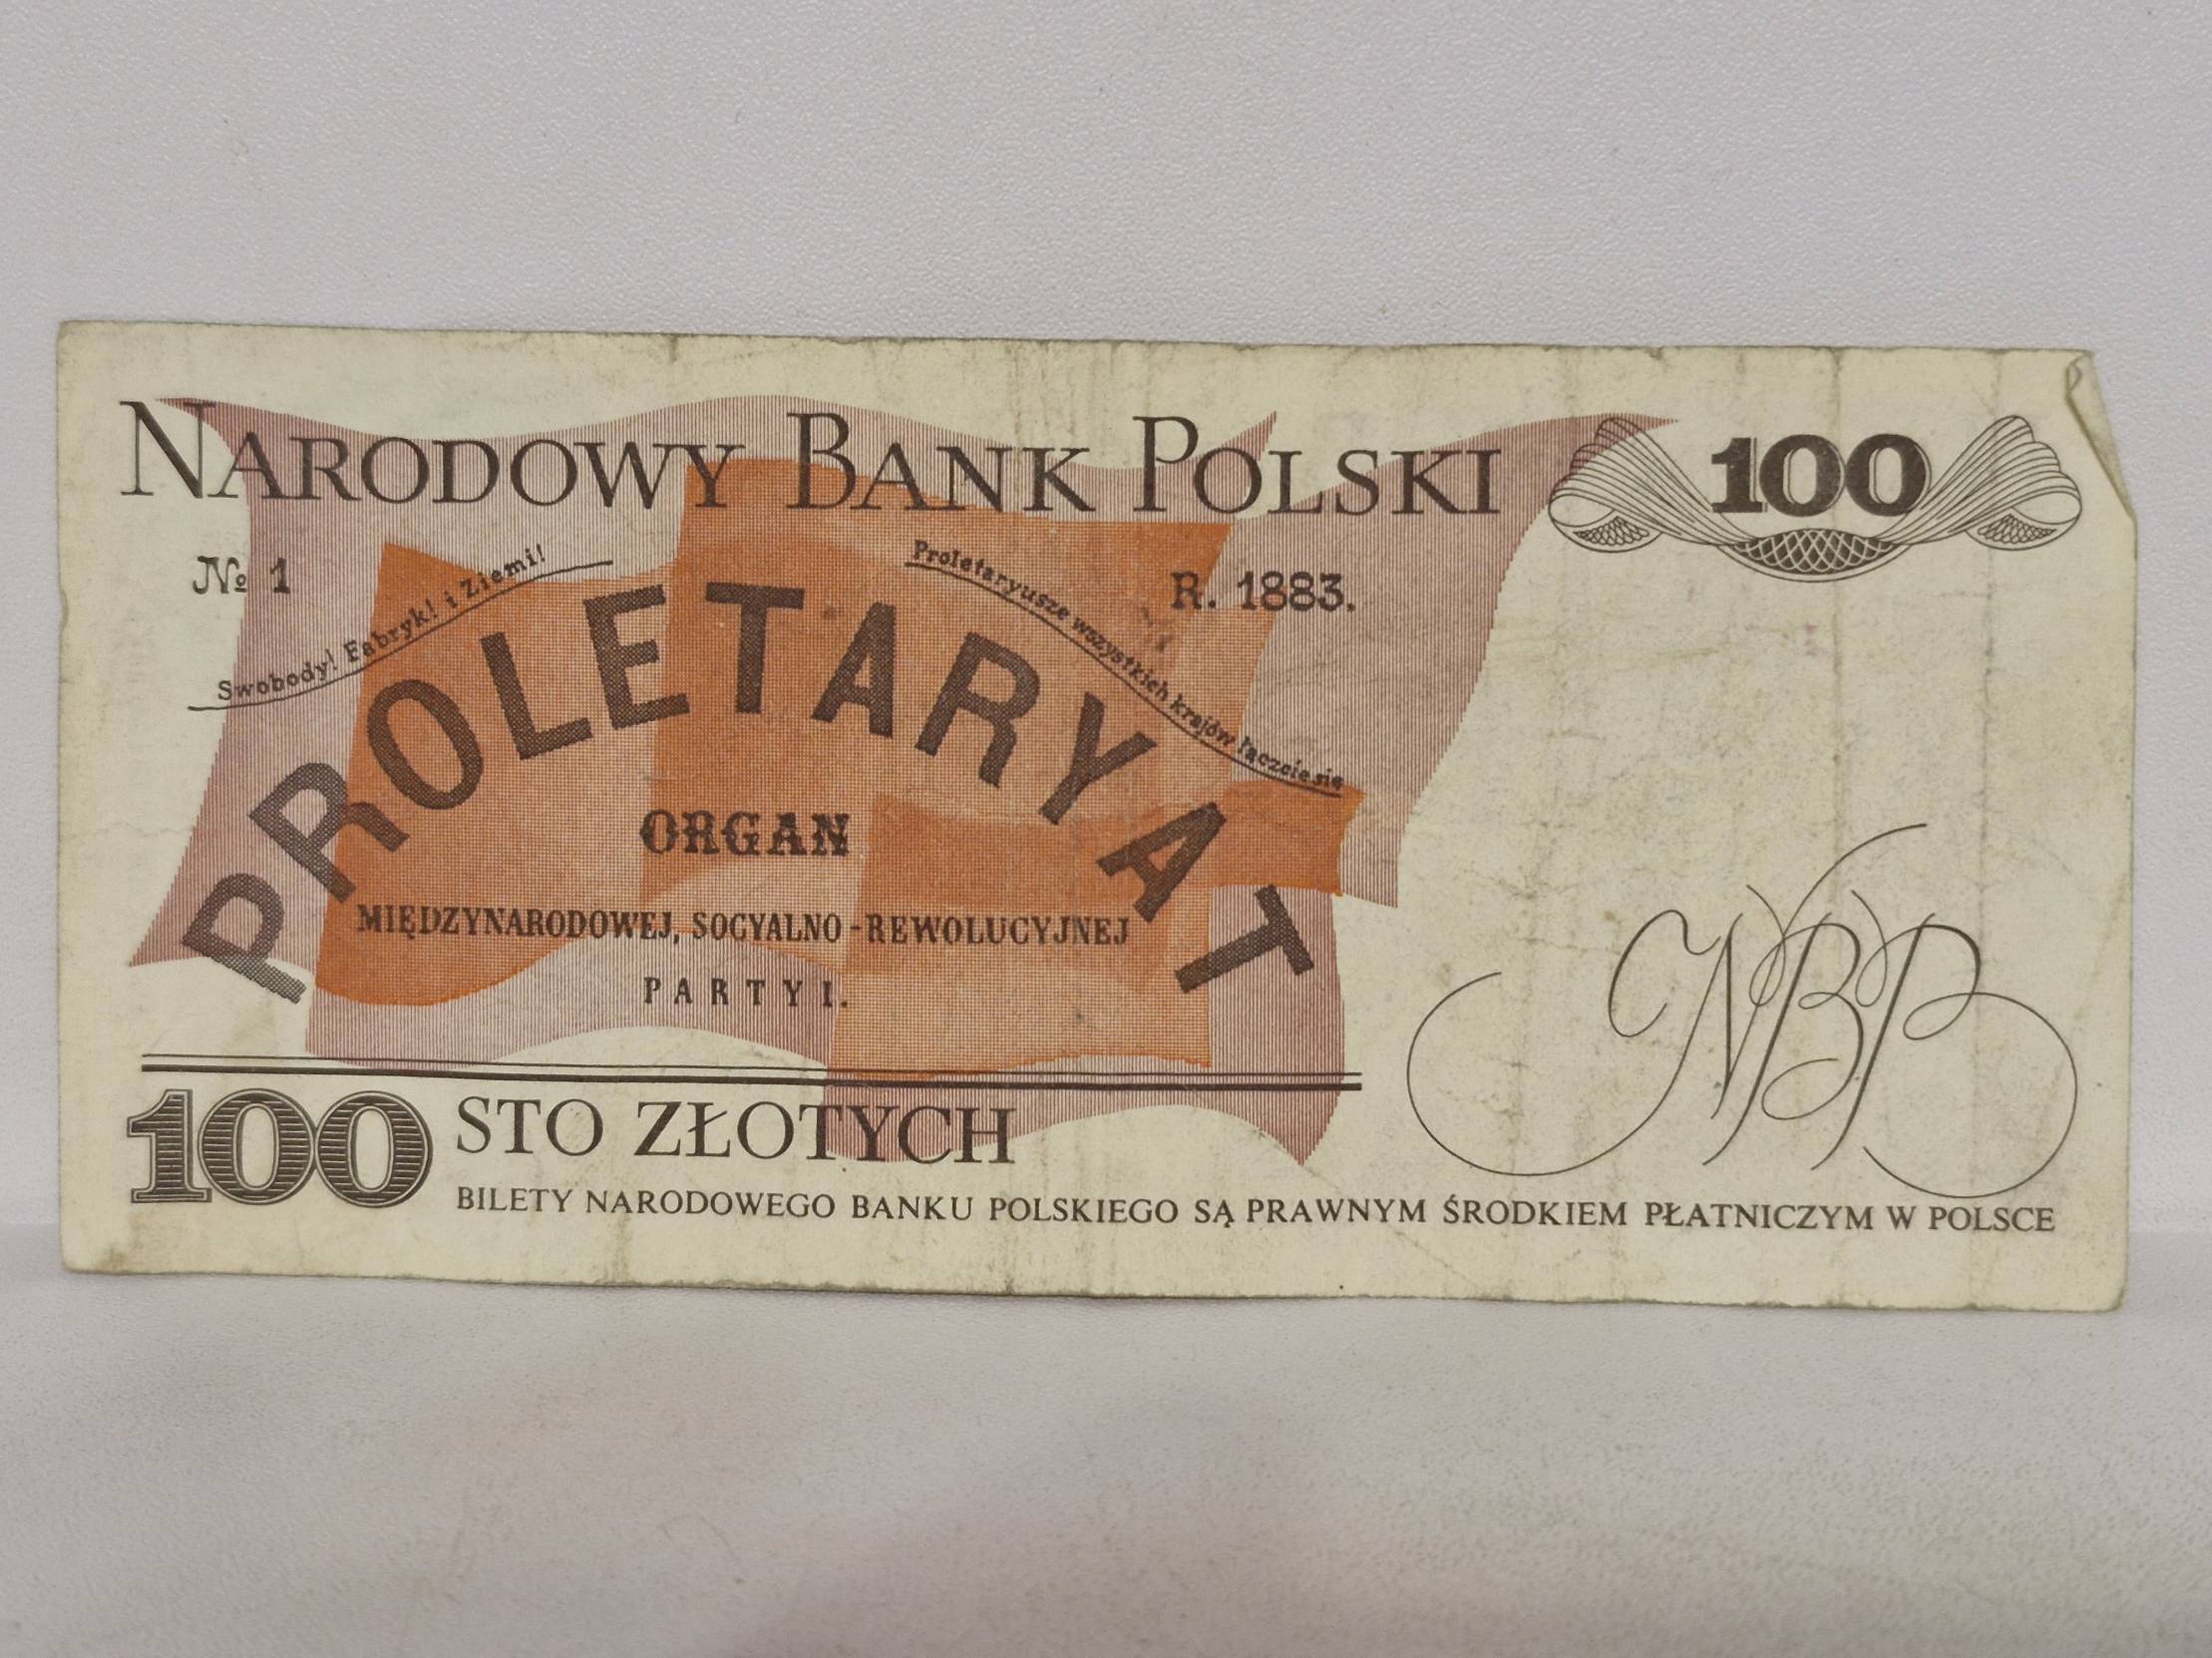 NARODOWY BANK POLSKI
100
№ 1
Swobody! Fabryk! i Ziemi!
Proletaryusze wszystkich krajów łączcie się
R. 1883.
PROLETARYAT
ORGAN
MIĘDZYNARODOWEJ, SOCYALNO-REWOLUCYJNEJ
PARTYI.
NBP
100 STO ZŁOTYCH
BILETY NARODOWEGO BANKU POLSKIEGO SĄ PRAWNYM ŚRODKIEM PŁATNICZYM W POLSCE